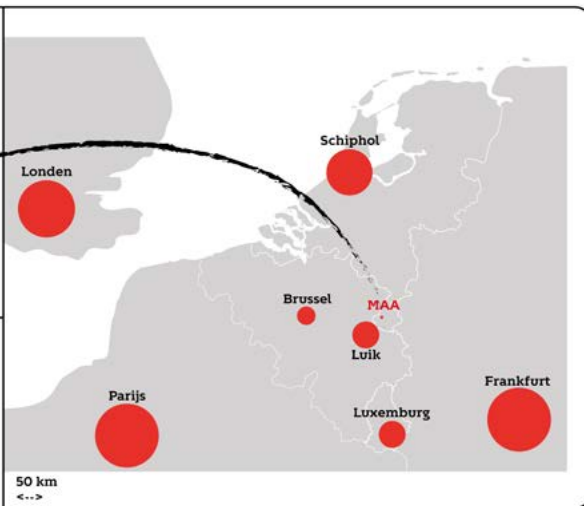 Schiphol
Londen
Brussel
MAA
Luik
Frankfurt
Parijs
Luxemburg
50 km
<-->